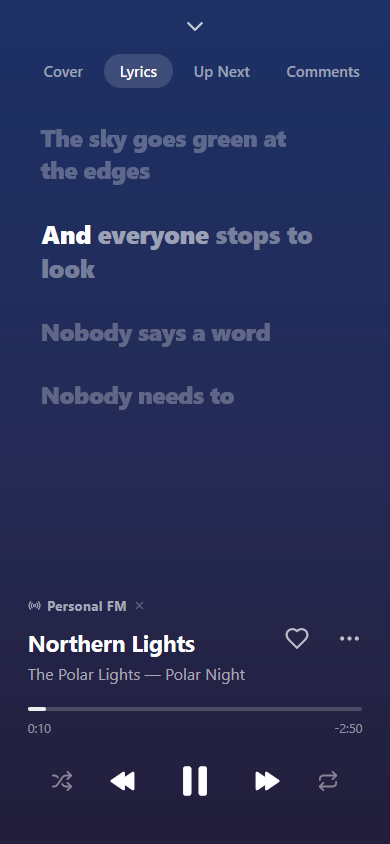 Cover Lyrics Up Next Comments
The sky goes green at
the edges
And everyone stops to
look
Nobody says a word
Nobody needs to
Personal FM
Northern Lights
The Polar Lights — Polar Night
0:10 -2:50